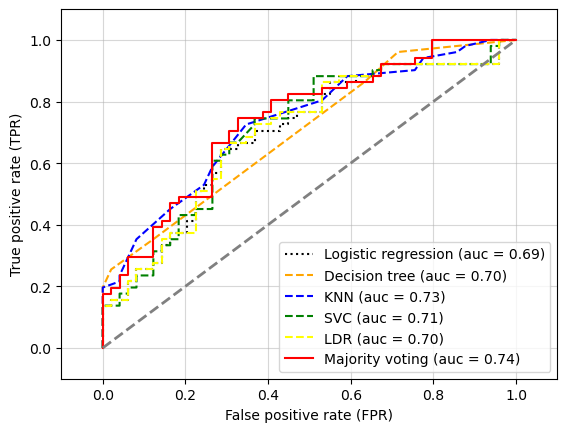 1.0
0.8
0.6
0.4
0.2
0.0
True positive rate (TPR)
Logistic regression (auc = 0.69)
Decision tree (auc = 0.70)
KNN (auc = 0.73)
SVC (auc = 0.71)
LDR (auc = 0.70)
Majority voting (auc = 0.74)
0.0 0.2 0.4 0.6 0.8 1.0
False positive rate (FPR)